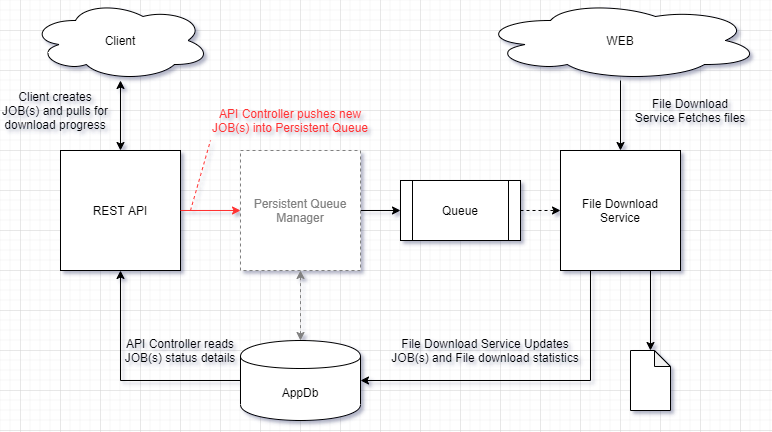 Client
WEB
Client creates
JOB(s) and pulls for
download progress
API Controller pushes new
JOB(s) into Persistent Queue
File Download
Service Fetches files
REST API
Persistent Queue
Manager
Queue
File Download
Service
API Controller reads
JOB(s) status details
File Download Service Updates
JOB(s) and File download statistics
AppDb